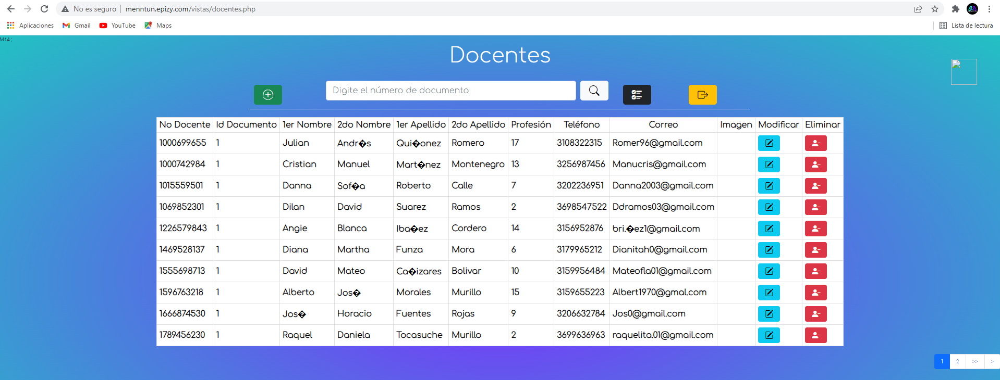 No es seguro menntun.epizy.com/vistas/docentes.php
Aplicaciones Gmail YouTube Maps Lista de lectura
M14 ;
Docentes
Digite el número de documento
No Docente Id Documento 1er Nombre 2do Nombre 1er Apellido 2do Apellido Profesión Teléfono Correo Imagen Modificar Eliminar
1000699655 1 Julian Andr�s Qui�onez Romero 17 3108322315 Romer96@gmail.com
1000742984 1 Cristian Manuel Mart�nez Montenegro 13 3256987456 Manucris@gmail.com
1015559501 1 Danna Sof�a Roberto Calle 7 3202236951 Danna2003@gmail.com
1069852301 1 Dilan David Suarez Ramos 2 3698547522 Ddramos03@gmail.com
1226579843 1 Angie Blanca Iba�ez Cordero 14 3156952876 bri.�ez1@gmail.com
1469528137 1 Diana Martha Funza Mora 6 3179965212 Dianitah0@gmail.com
1555698713 1 David Mateo Ca�izares Bolivar 10 3159956484 Mateofla01@gmail.com
1596763218 1 Alberto Jos� Morales Murillo 15 3159655223 Albert1970@gmal.com
1666874530 1 Jos� Horacio Fuentes Rojas 9 3206632784 Jos0@gmail.com
1789456230 1 Raquel Daniela Tocasuche Murillo 2 3699636963 raquelita.01@gmail.com
1 2 >> >